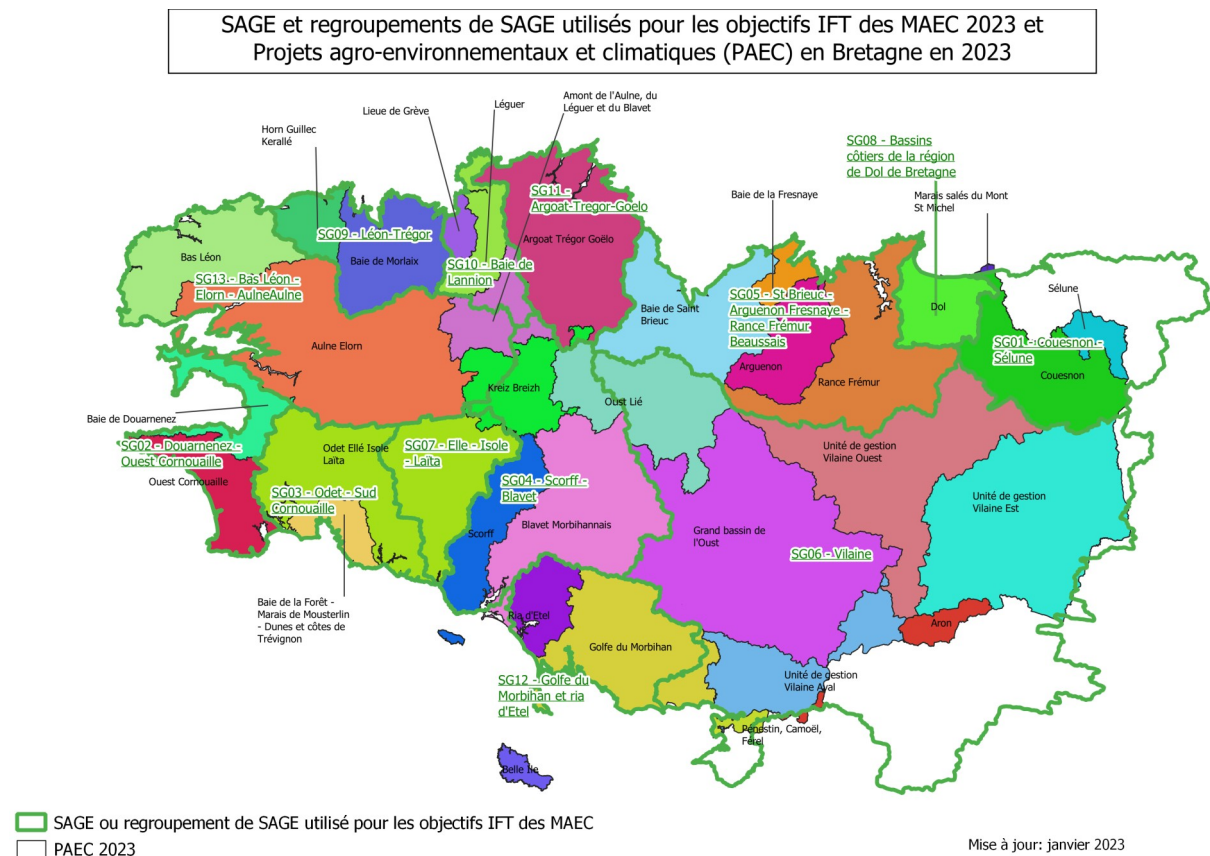 SAGE et regroupements de SAGE utilisés pour les objectifs IFT des MAEC 2023 et
Projets agro-environnementaux et climatiques (PAEC) en Bretagne en 2023
Amont de l'Aulne, du
Léguer et du Blavet
Lieue de Grève
Léguer
Horn Guillec
Kerallé
SG08 - Bassins
côtiers de la région
de Dol de Bretagne
Baie de la Fresnaye
Marais salés du Mont
St Michel
SG11 -
Argoat-Tregor-Goelo
Argoat Trégor Goëlo
SG09 - Léon-Trégor
Baie de Morlaix
Bas Léon
SG10 - Baie de
Lannion
SG13 - Bas Léon -
Elorn - AulneAulne
Sélune
SG05 - St Brieuc -
Arguenon Fresnaye -
Rance Frémur
Beaussais
Baie de Saint
Brieuc
Dol
SG01 - Couesnon -
Sélune
Aulne Elorn
Arguenon
Rance Frémur
Couesnon
Kreiz Breizh
Oust Lié
Baie de Douarnenez
SG02 - Douarnenez -
Ouest Cornouaille
Ouest Cornouaille
Odet Ellé Isole
Laïta
SG07 - Elle - Isole
- Laïta
Unité de gestion
Vilaine Ouest
SG03 - Odet - Sud
Cornouaille
SG04 - Scorff -
Blavet
Blavet Morbihannais
Scorff
Unité de gestion
Vilaine Est
Grand bassin de
l'Oust
SG06 - Vilaine
Baie de la Forêt -
Marais de Mousterlin
- Dunes et côtes de
Trévignon
Ria d'Etel
Aron
Golfe du Morbihan
SG12 - Golfe du
Morbihan et ria
d'Etel
Unité de gestion
Vilaine Aval
Pénestin, Camoël,
Férel
Belle Ile
SAGE ou regroupement de SAGE utilisé pour les objectifs IFT des MAEC
PAEC 2023
Mise à jour: janvier 2023